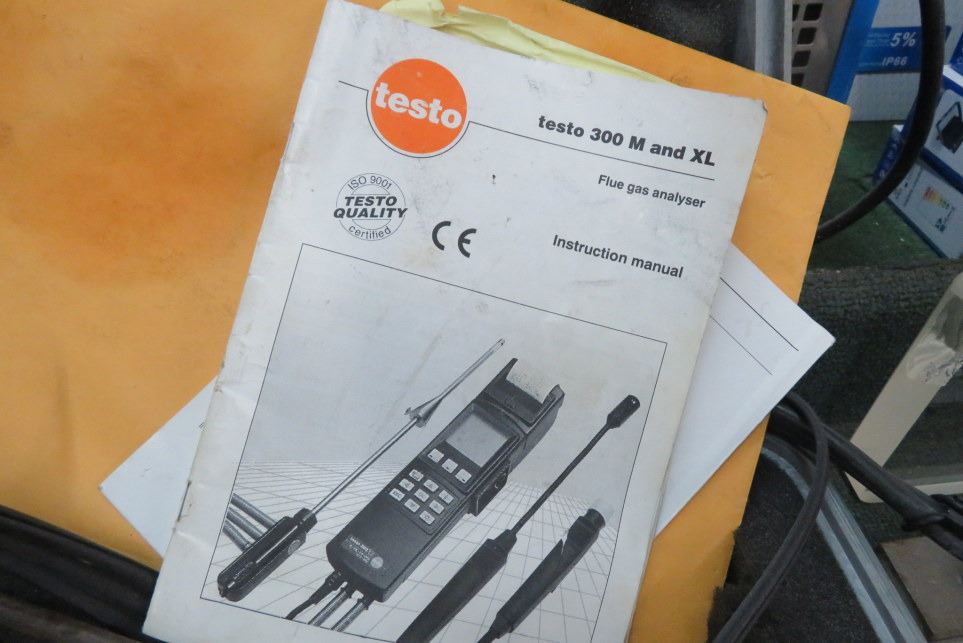 testo
testo 300 M and XL
Flue gas analyser
ISO 9001
TESTO
QUALITY
certified
CE
Instruction manual
5%
IP66